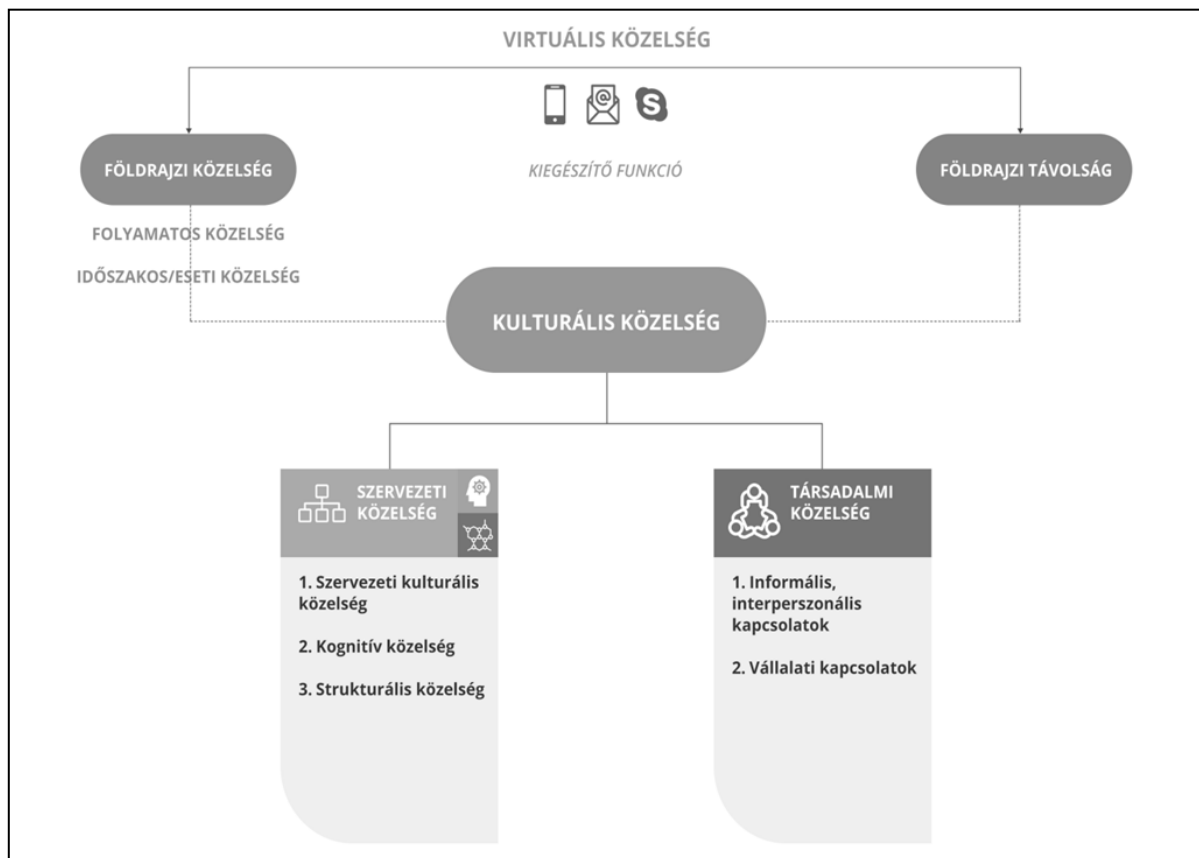 VIRTUÁLIS KÖZELSÉG
FÖLDRAJZI KÖZELSÉG
KIEGÉSZÍTŐ FUNKCIÓ
FÖLDRAJZI TÁVOLSÁG
FOLYAMATOS KÖZELSÉG
IDŐSZAKOS/ESETI KÖZELSÉG
KULTURÁLIS KÖZELSÉG
SZERVEZETI
KÖZELSÉG
1. Szervezeti kulturális
közelség
2. Kognitív közelség
3. Strukturális közelség
TÁRSADALMI
KÖZELSÉG
1. Informális,
interperszonális
kapcsolatok
2. Vállalati kapcsolatok